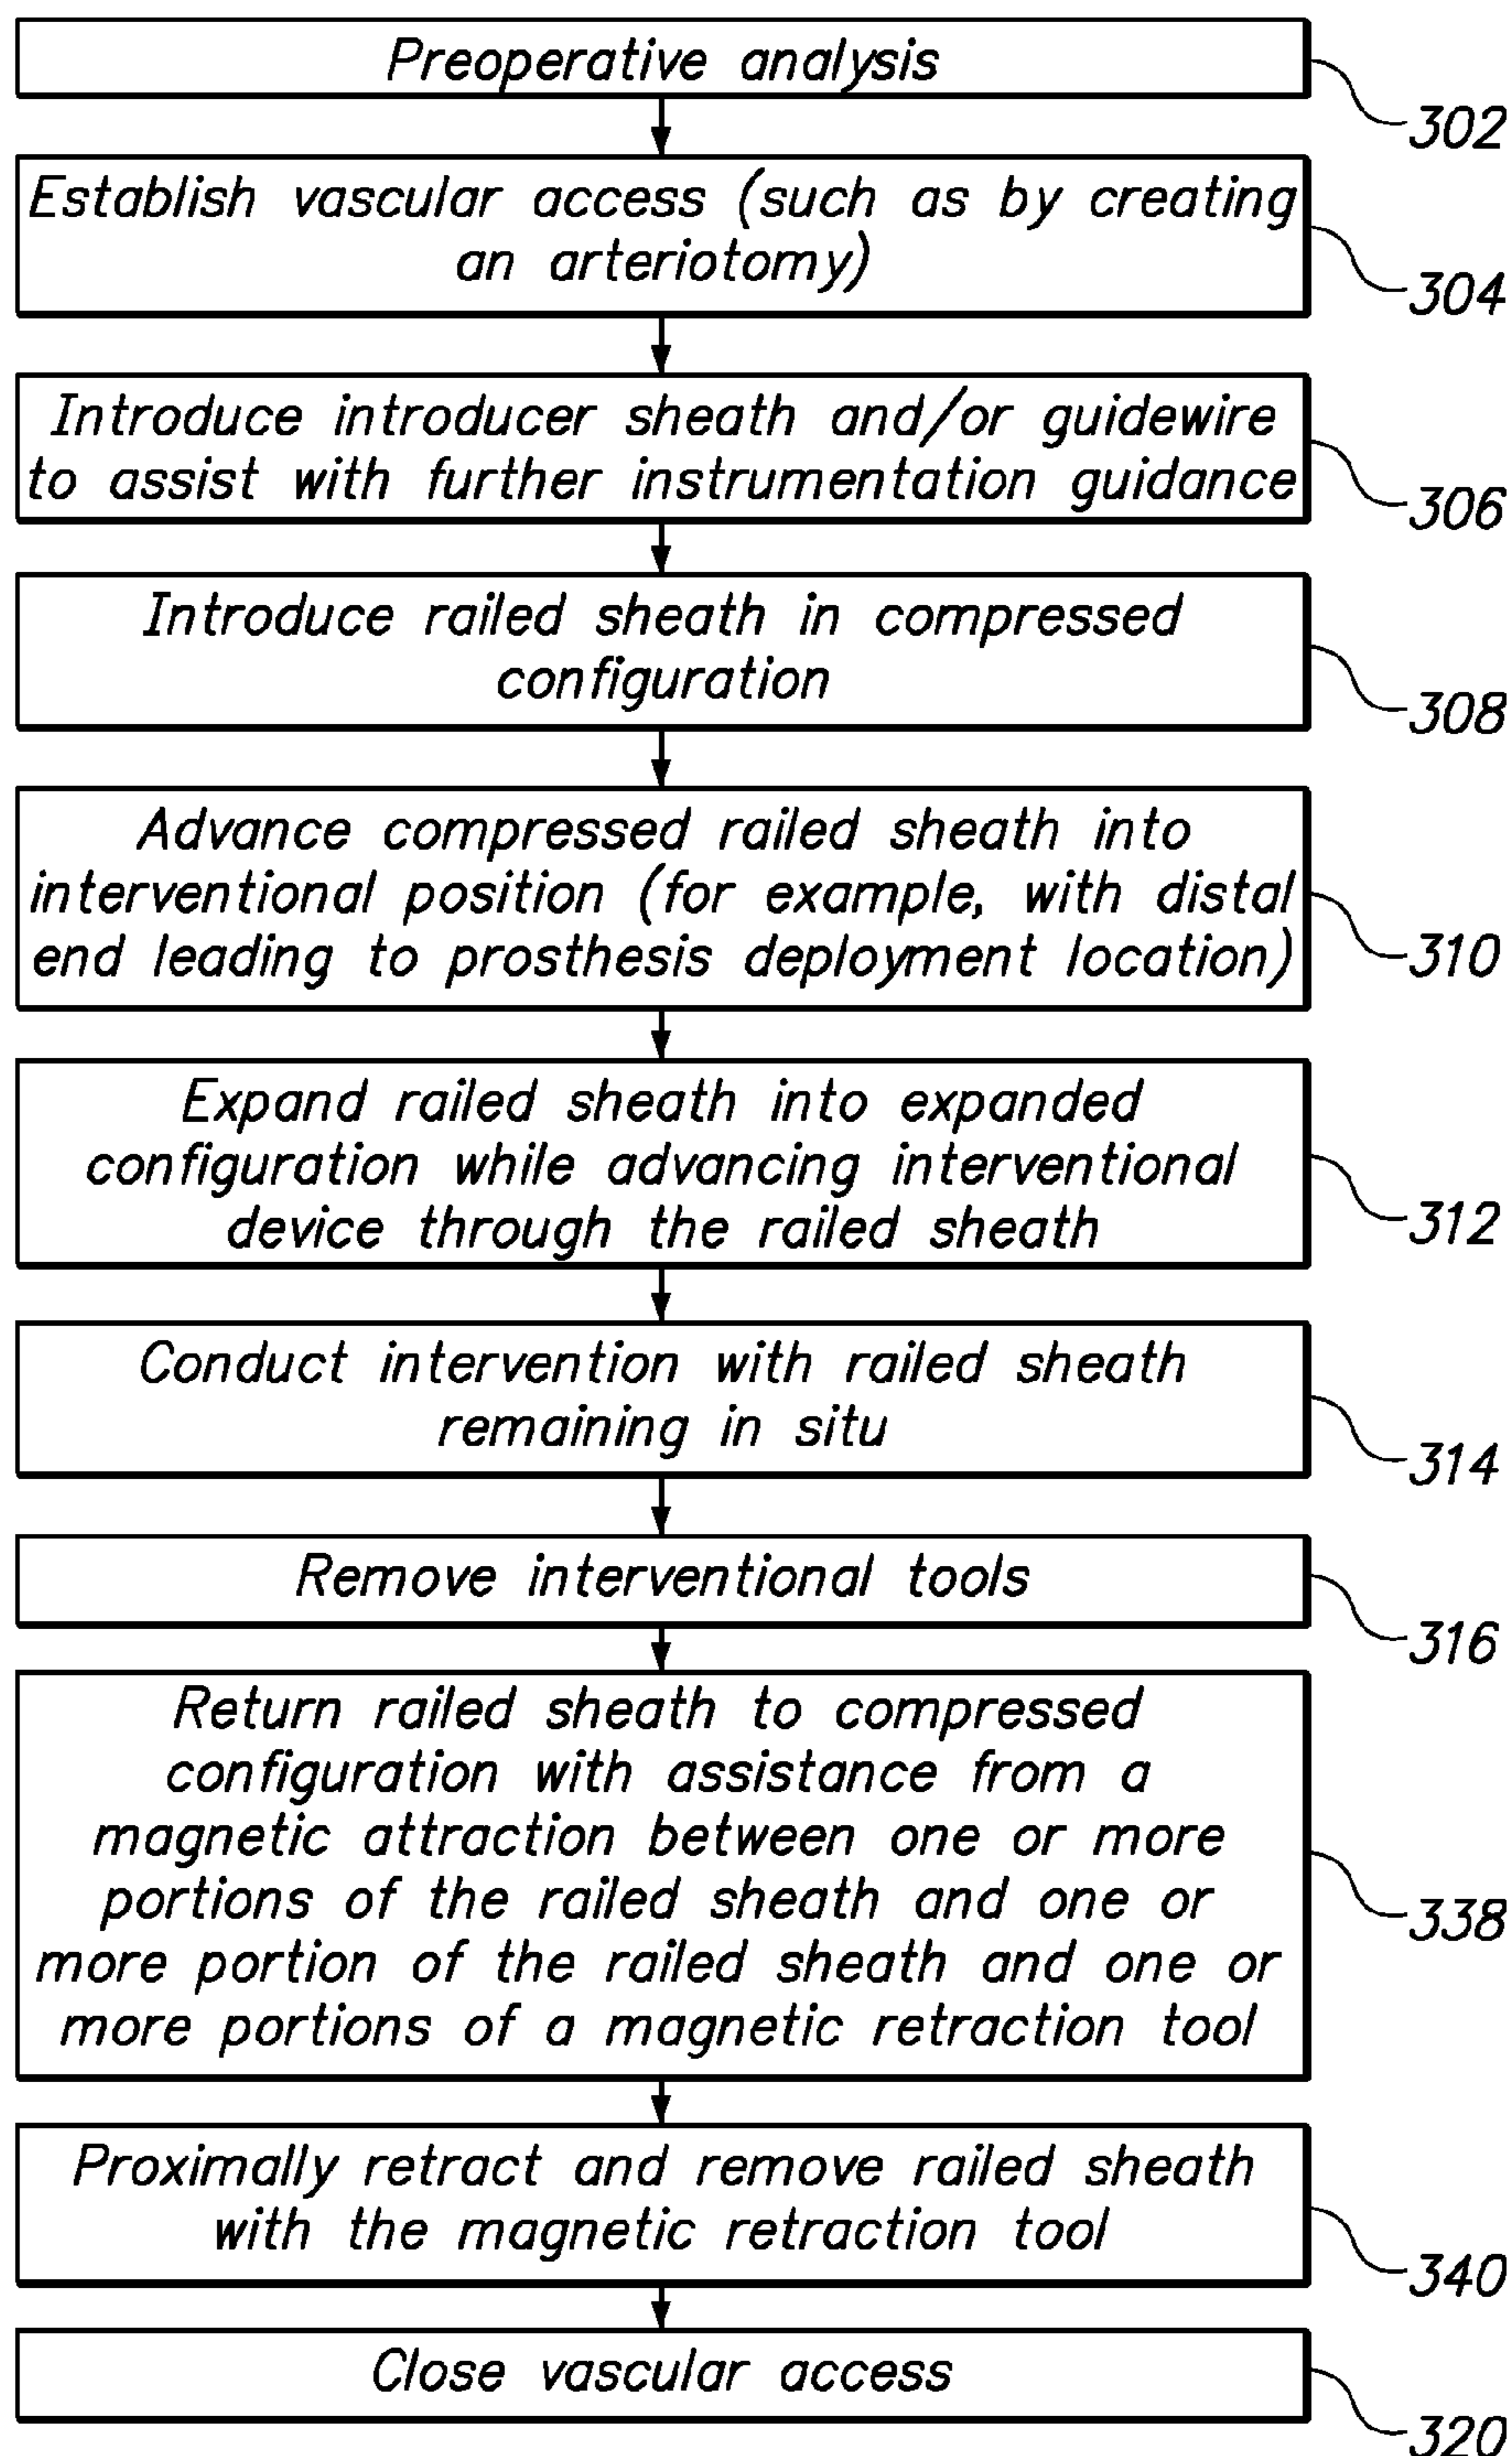 Preoperative analysis
302
Establish vascular access (such as by creating
an arteriotomy)
304
Introduce introducer sheath and/or guidewire
to assist with further instrumentation guidance
306
Introduce railed sheath in compressed
configuration
308
Advance compressed railed sheath into
interventional position (for example, with distal
end leading to prosthesis deployment location)
310
Expand railed sheath into expanded
configuration while advancing interventional
device through the railed sheath
312
Conduct intervention with railed sheath
remaining in situ
314
Remove interventional tools
316
Return railed sheath to compressed
configuration with assistance from a
magnetic attraction between one or more
portions of the railed sheath and one or
more portion of the railed sheath and one or
more portions of a magnetic retraction tool
338
Proximally retract and remove railed sheath
with the magnetic retraction tool
340
Close vascular access
320